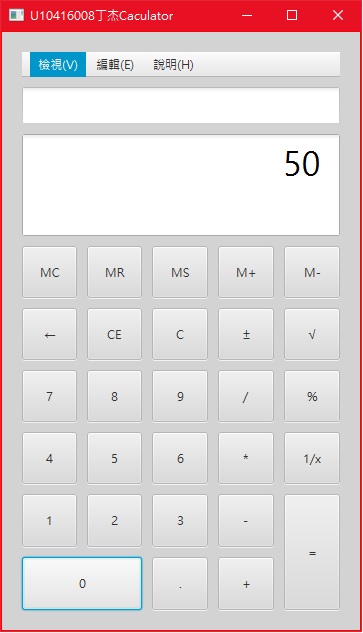 U10416008丁杰Caculator
檢視(V) 編輯(E) 說明(H)
50
MC MR MS M+ M-
← CE C ± √
7 8 9 / %
4 5 6 * 1/x
1 2 3 -
=
0 . +